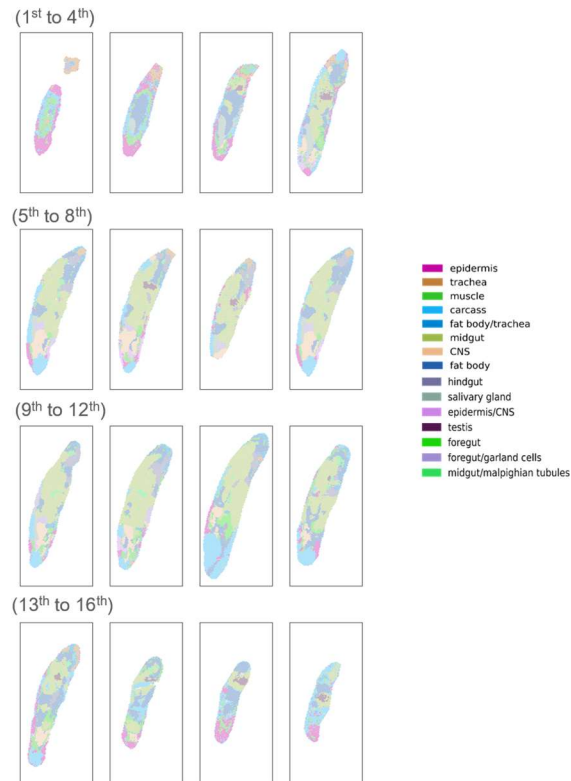 (1st to 4th)
(5th to 8th)
epidermis
trachea
muscle
carcass
fat body/trachea
midgut
CNS
fat body
hindgut
salivary gland
epidermis/CNS
testis
foregut
foregut/garland cells
midgut/malpighian tubules
(9th to 12th)
(13th to 16th)